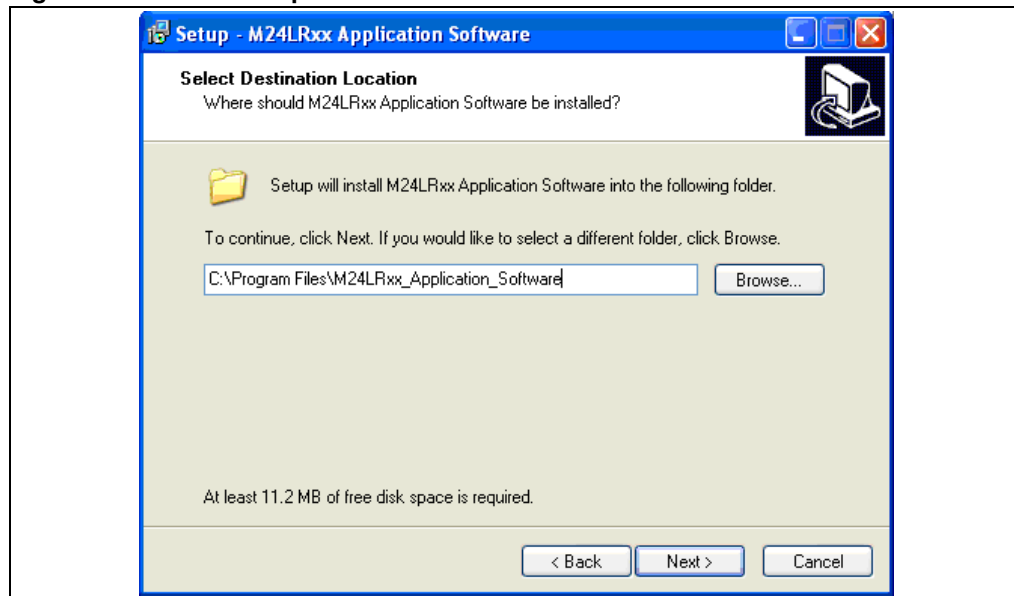 Setup - M24LRxx Application Software
Select Destination Location
Where should M24LRxx Application Software be installed?
Setup will install M24LRxx Application Software into the following folder.
To continue, click Next. If you would like to select a different folder, click Browse.
C:\Program Files\M24LRxx_Application_Software
Browse...
At least 11.2 MB of free disk space is required.
< Back
Next >
Cancel